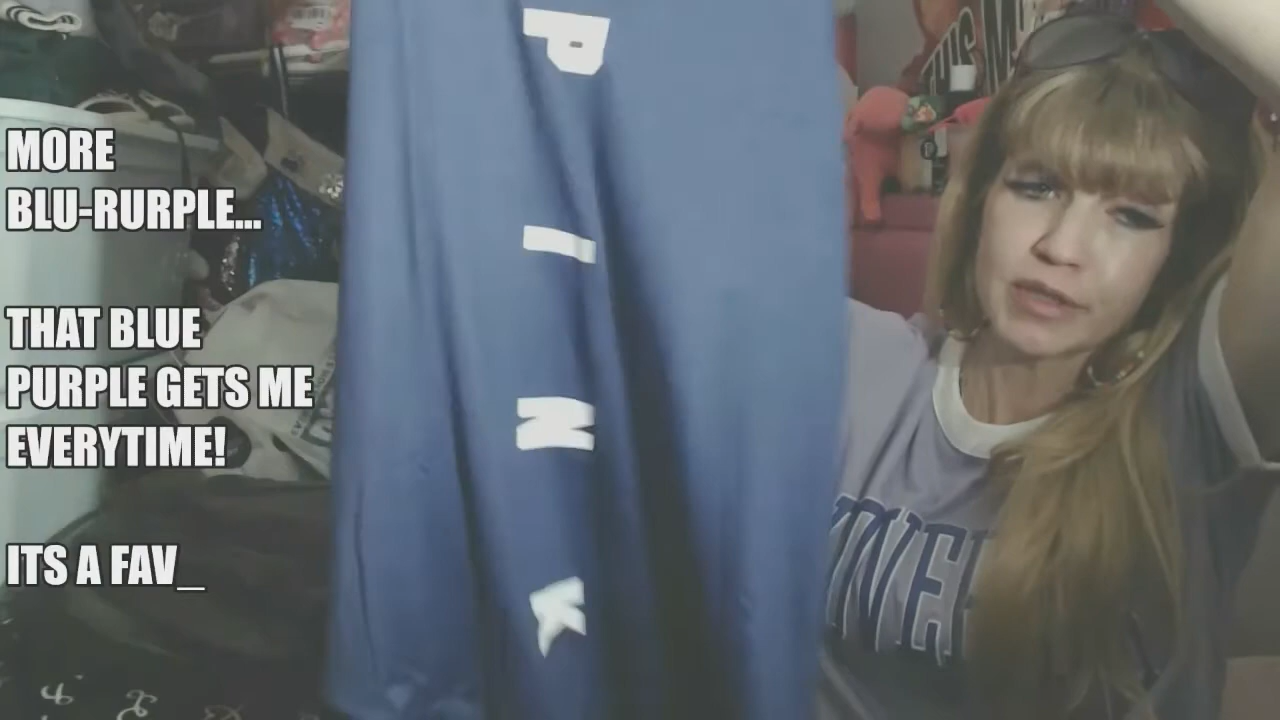 MORE
BLU-RURPLE...
THAT BLUE
PURPLE GETS ME
EVERYTIME!
ITS A FAV_
PINK